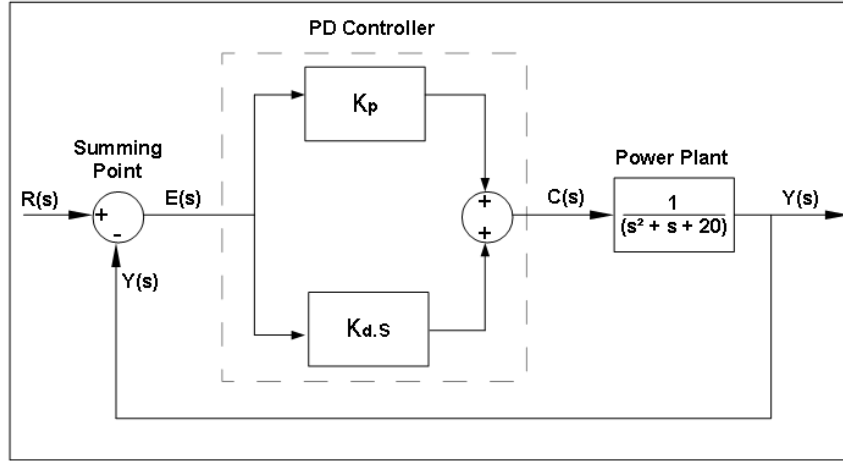 PD Controller
Kp
Summing
Point
Power Plant
R(s)
+
-
E(s)
+
+
C(s)
1
(s² + s + 20)
Y(s)
Y(s)
Kd.s